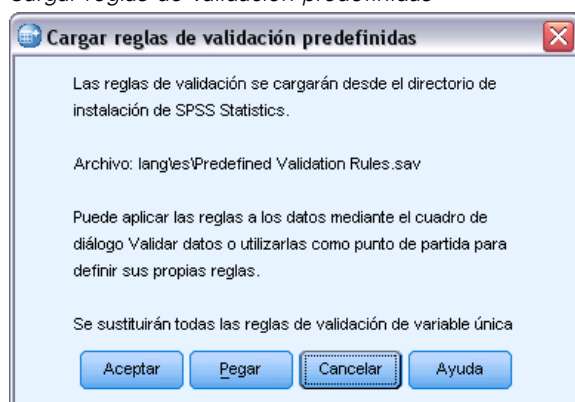 Cargar reglas de validación predefinidas
Cargar reglas de validación predefinidas
Las reglas de validación se cargarán desde el directorio de
instalación de SPSS Statistics.
Archivo: lang\es\Predefined Validation Rules.sav
Puede aplicar las reglas a los datos mediante el cuadro de
diálogo Validar datos o utilizarlas como punto de partida para
definir sus propias reglas.
Se sustituirán todas las reglas de validación de variable única
Aceptar Pegar Cancelar Ayuda